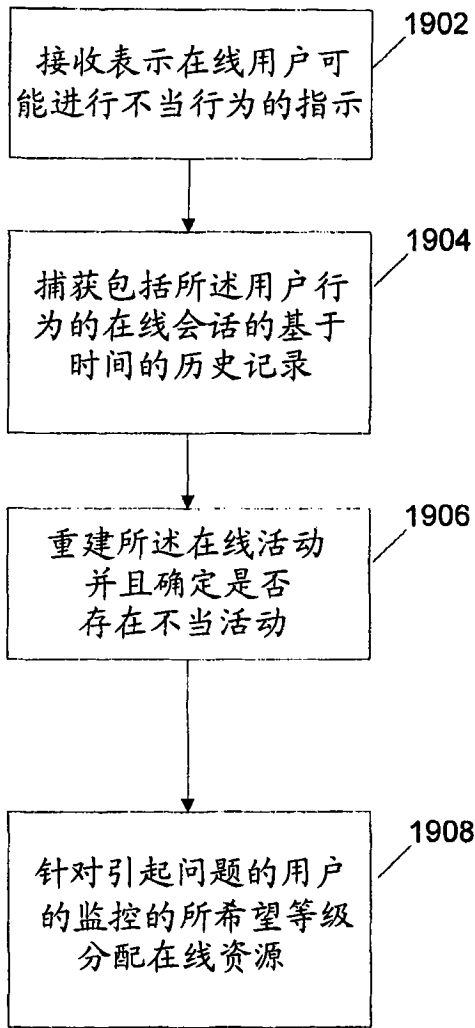 1902
接收表示在线用户可
能进行不当行为的指示
1904
捕获包括所述用户行
为的在线会话的基于
时间的历史记录
1906
重建所述在线活动
并且确定是否
存在不当活动
1908
针对引起问题的用户
的监控的所希望等级
分配在线资源